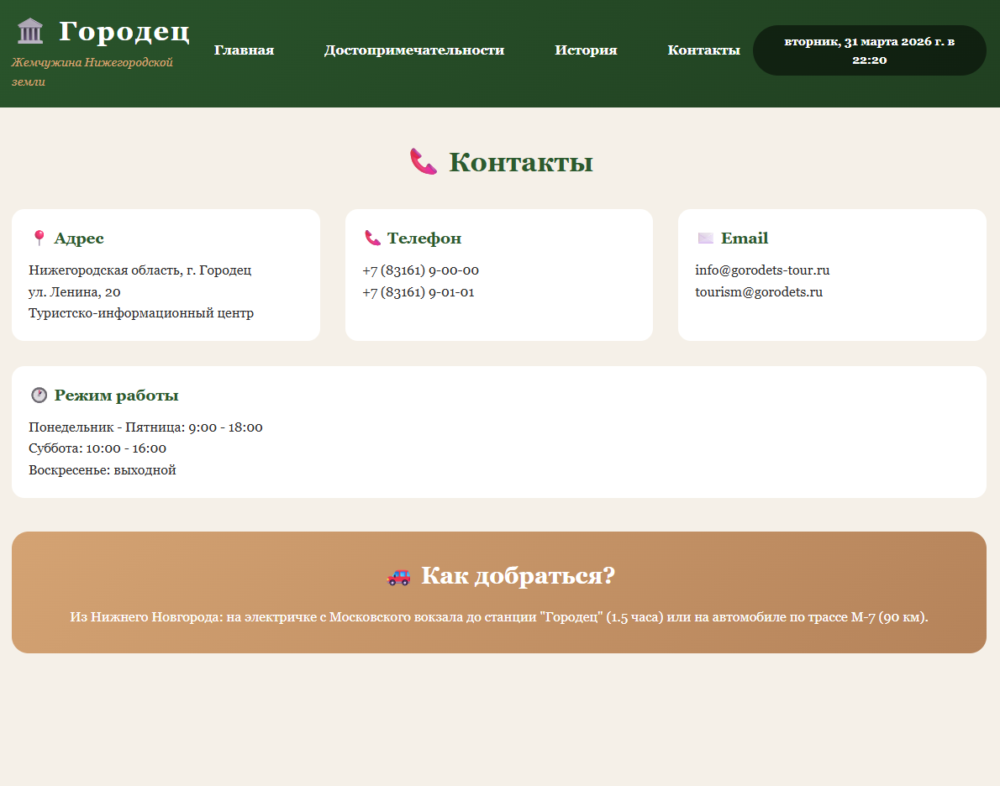 Городец
Жемчужина Нижегородской
земли
Главная
Достопримечательности
История
Контакты
вторник, 31 марта 2026 г. в
22:20
Контакты
Адрес
Нижегородская область, г. Городец
ул. Ленина, 20
Туристско-информационный центр
Телефон
+7 (83161) 9-00-00
+7 (83161) 9-01-01
Email
info@gorodets-tour.ru
tourism@gorodets.ru
Режим работы
Понедельник - Пятница: 9:00 - 18:00
Суббота: 10:00 - 16:00
Воскресенье: выходной
Как добраться?
Из Нижнего Новгорода: на электричке с Московского вокзала до станции "Городец" (1.5 часа) или на автомобиле по трассе М-7 (90 км).